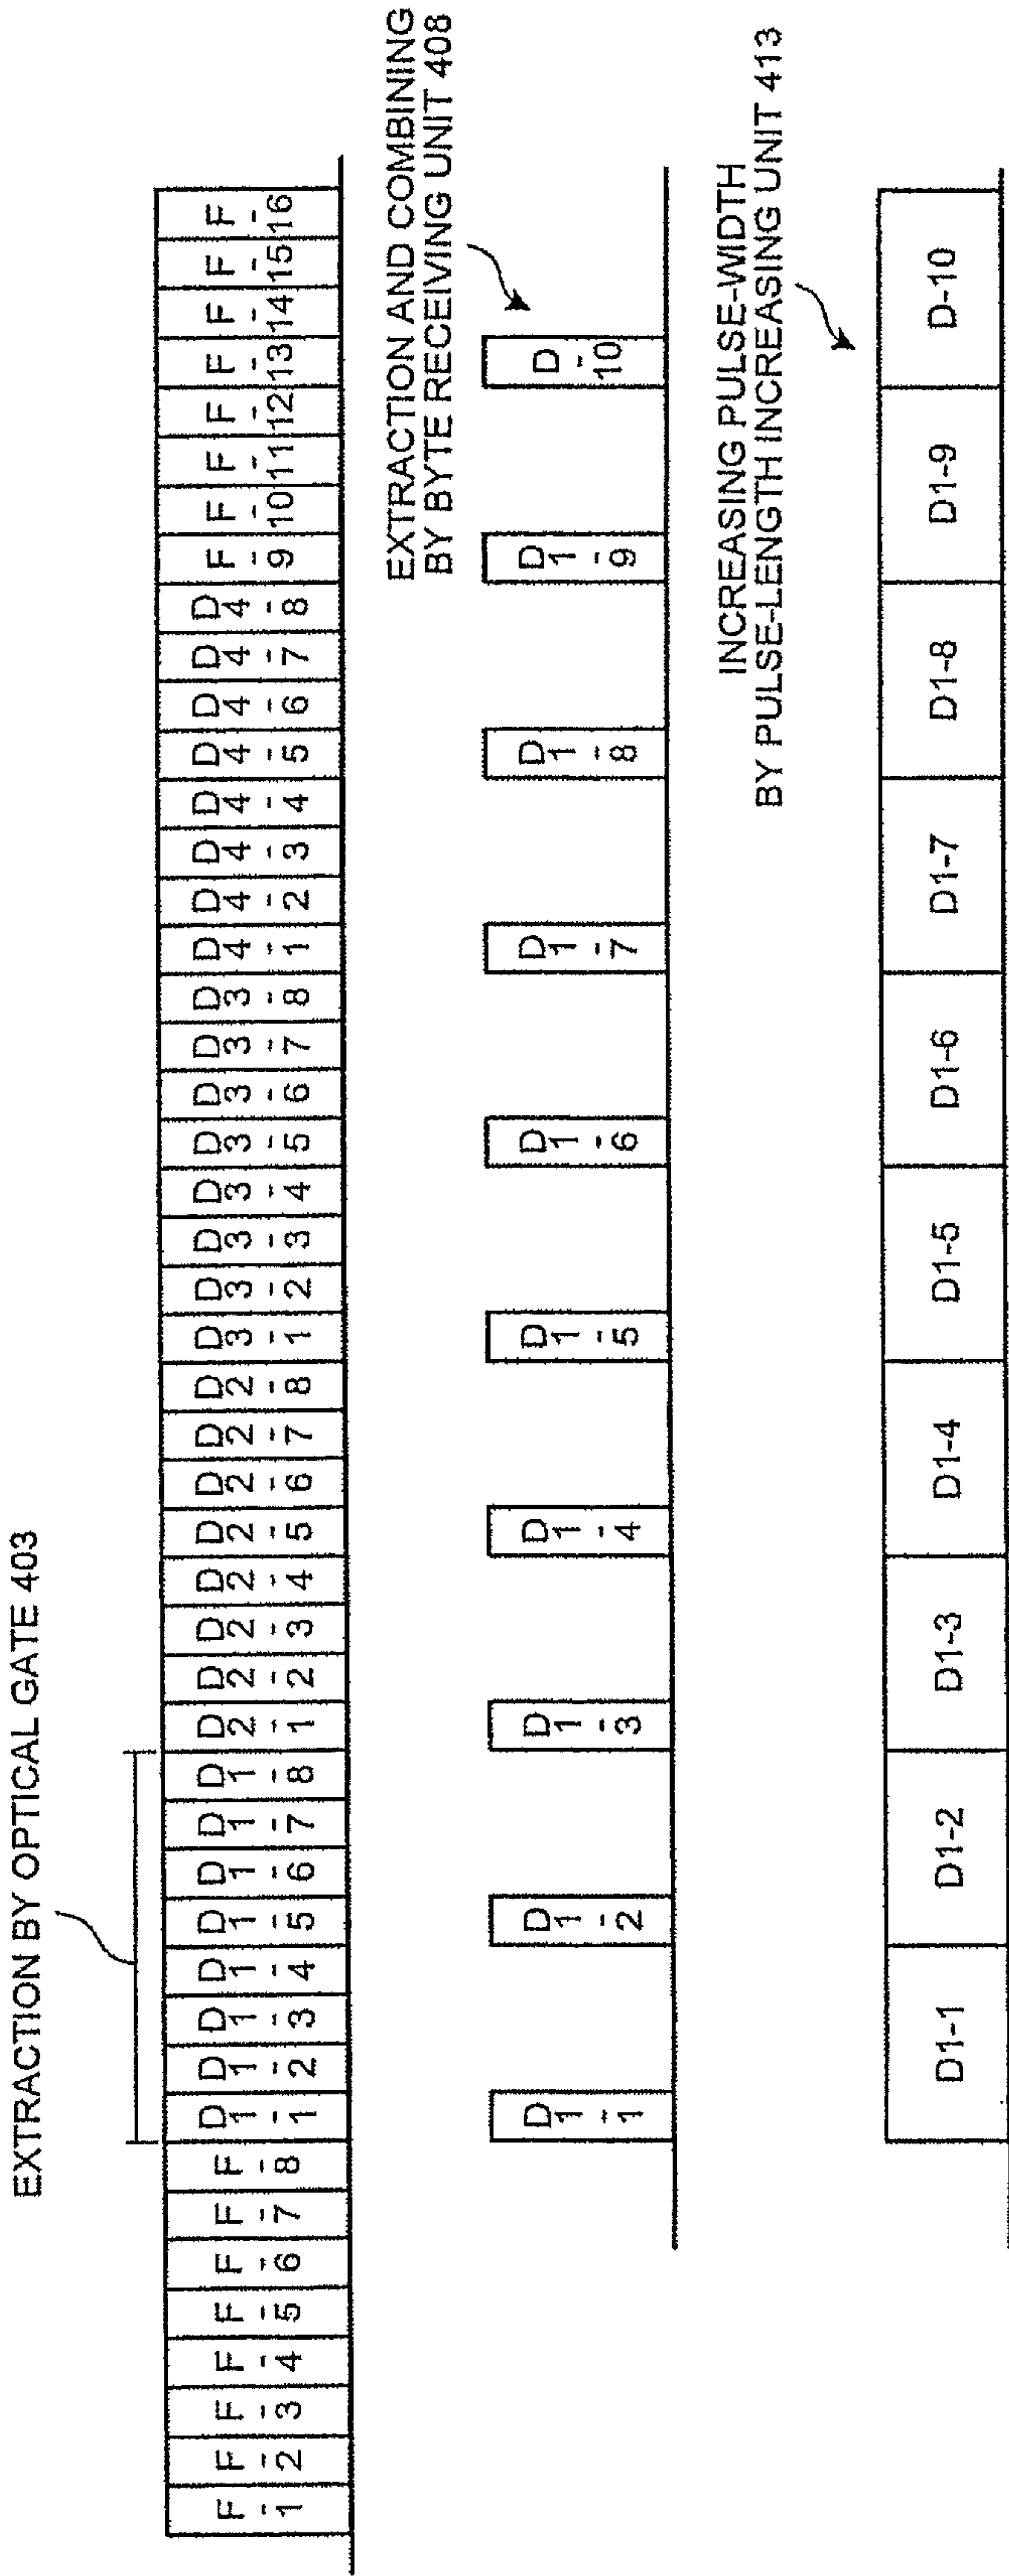 EXTRACTION BY OPTICAL GATE 403
F-1 F-2 F-3 F-4 F-5 F-6 F-7 F-8 D1-1 D1-2 D1-3 D1-4 D1-5 D1-6 D1-7 D1-8 D2-1 D2-2 D2-3 D2-4 D2-5 D2-6 D2-7 D2-8 D3-1 D3-2 D3-3 D3-4 D3-5 D3-6 D3-7 D3-8 D4-1 D4-2 D4-3 D4-4 D4-5 D4-6 D4-7 D4-8 F-9 F-10 F-11 F-12 F-13 F-14 F-15 F-16
EXTRACTION AND COMBINING
BY BYTE RECEIVING UNIT 408
D1-1 D1-2 D1-3 D1-4 D1-5 D1-6 D1-7 D1-8 D1-9 D-10
INCREASING PULSE-WIDTH
BY PULSE-LENGTH INCREASING UNIT 413
D1-1 D1-2 D1-3 D1-4 D1-5 D1-6 D1-7 D1-8 D1-9 D-10